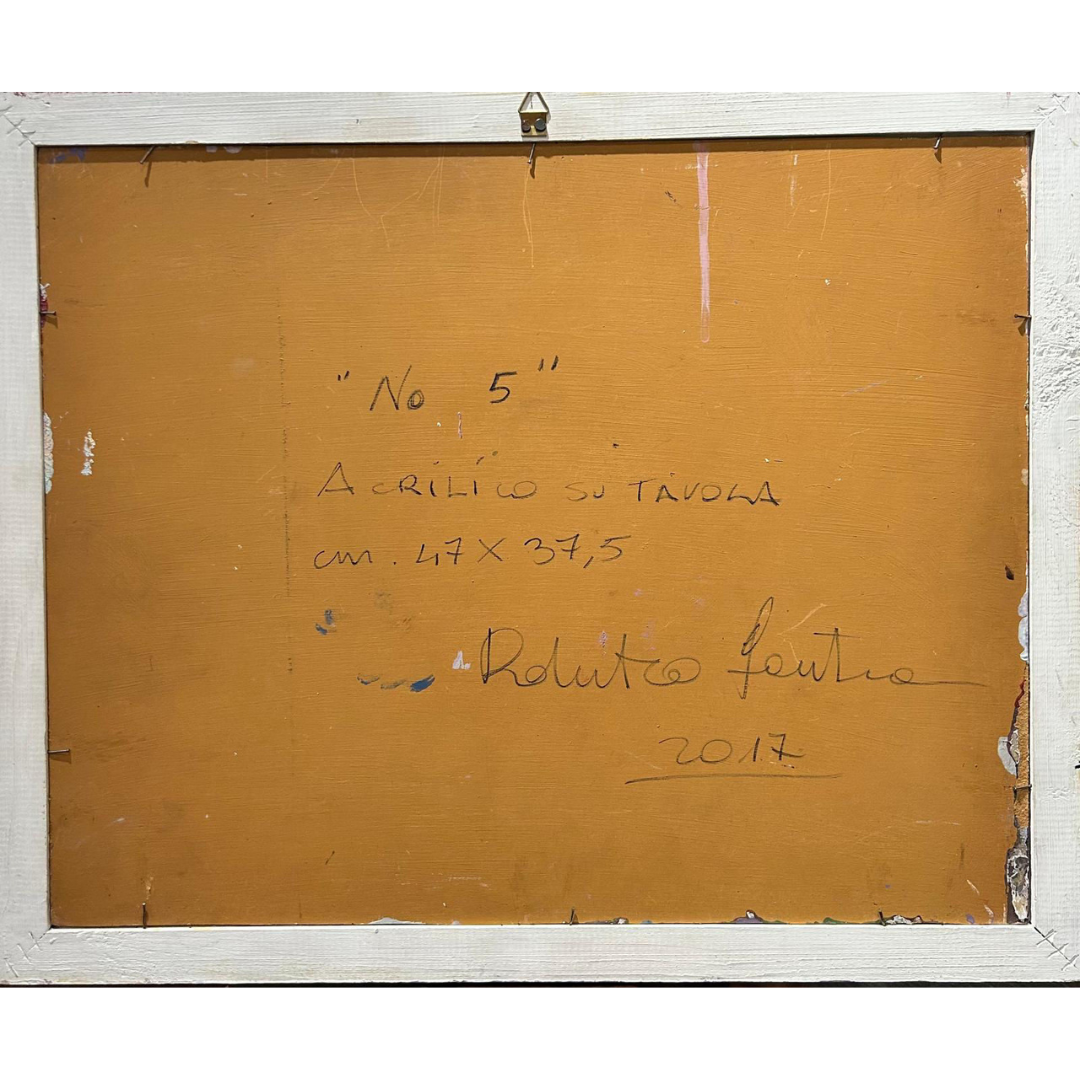 "No 5"
ACRILICO SU TAVOLA
cm. 47 X 37,5
2017